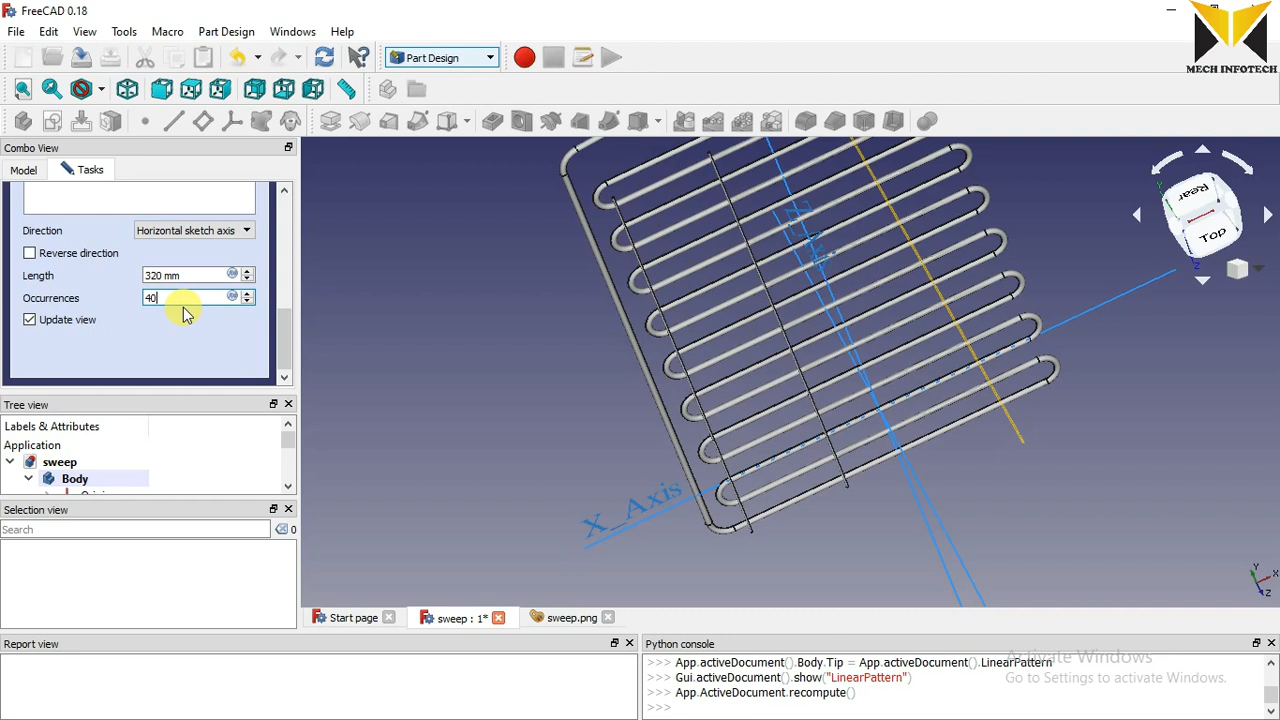 FreeCAD 0.18
MECH INFOTECH
File Edit View Tools Macro Part Design Windows Help
Part Design
Combo View
Model Tasks
Direction Horizontal sketch axis
Reverse direction
Length 320 mm
Occurrences 40
Update view
Tree view
Labels & Attributes
Application
sweep
Body
Selection view
Search 0
X_Axis
Rear
Top
Y
Z
Y
X
Z
Start page sweep : 1* sweep.png
Report view
Python console
>>> App.activeDocument().Body.Tip = App.activeDocument().LinearPattern
>>> Gui.activeDocument().show("LinearPattern")
>>> App.ActiveDocument.recompute()
>>>
Activate Windows
Go to Settings to activate Windows.